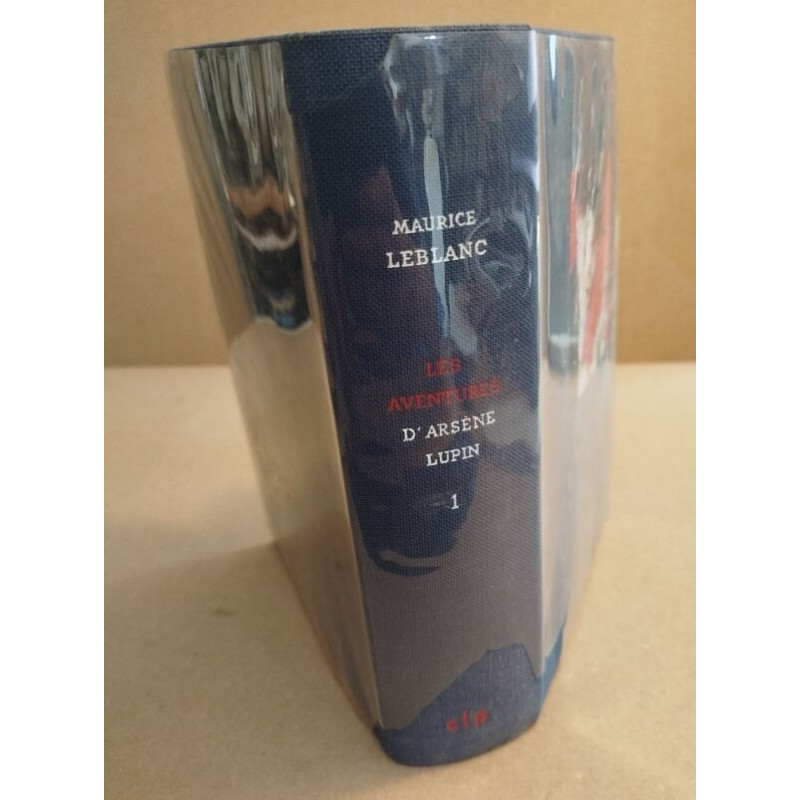 MAURICE
LEBLANC
LES
AVENTURES
D'ARSÈNE
LUPIN
1
clp